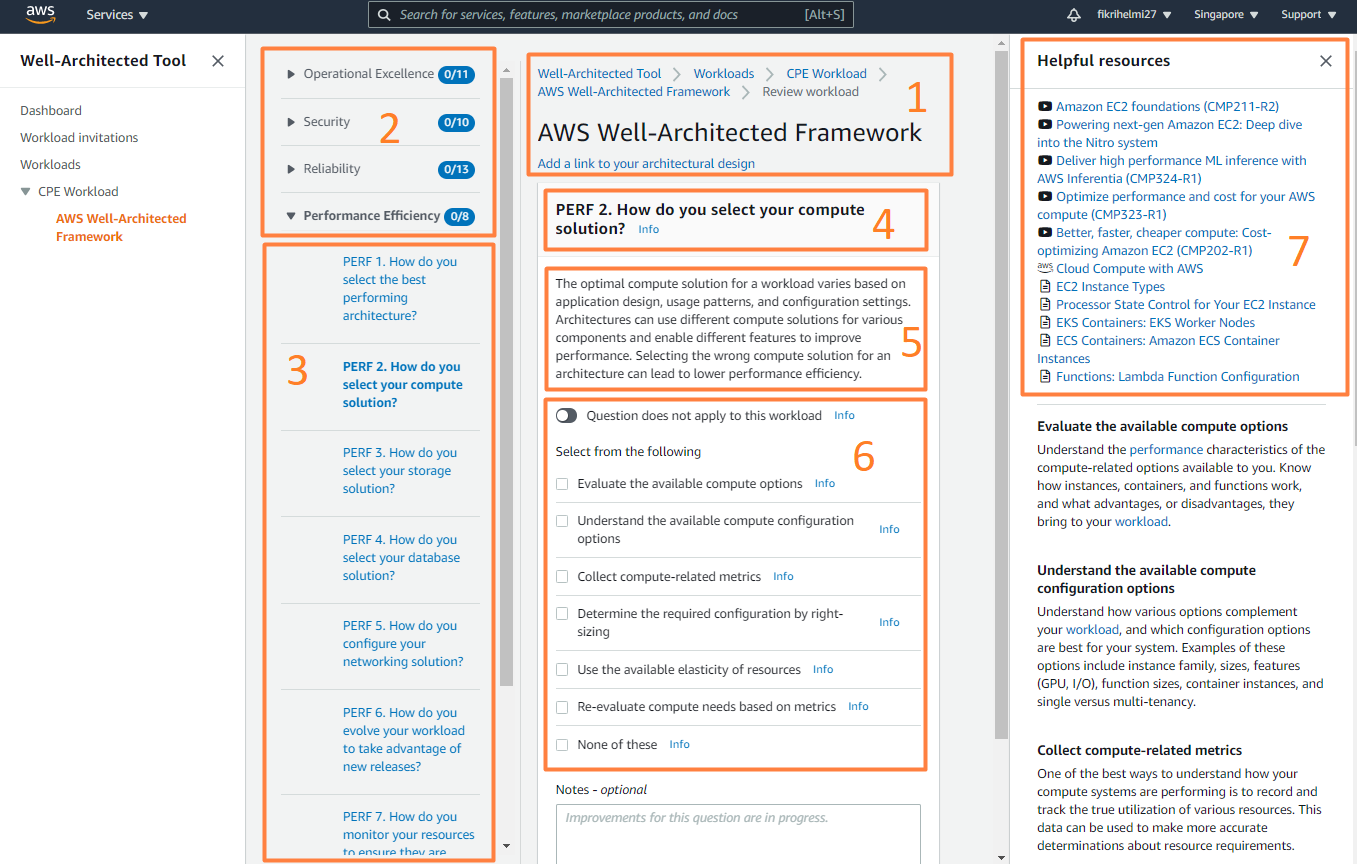 aws
Services
Search for services, features, marketplace products, and docs
[Alt+S]
fikrihelmi27
Singapore
Support
Well-Architected Tool
Dashboard
Workload invitations
Workloads
CPE Workload
AWS Well-Architected
Framework
Operational Excellence 0/11
Security 0/10
2
Reliability 0/13
Performance Efficiency 0/8
PERF 1. How do you
select the best
performing
architecture?
3
PERF 2. How do you
select your compute
solution?
PERF 3. How do you
select your storage
solution?
PERF 4. How do you
select your database
solution?
PERF 5. How do you
configure your
networking solution?
PERF 6. How do you
evolve your workload
to take advantage of
new releases?
PERF 7. How do you
monitor your resources
to ensure they are
Well-Architected Tool Workloads CPE Workload
AWS Well-Architected Framework Review workload
1
AWS Well-Architected Framework
Add a link to your architectural design
PERF 2. How do you select your compute
solution? Info
4
The optimal compute solution for a workload varies based on
application design, usage patterns, and configuration settings.
Architectures can use different compute solutions for various
components and enable different features to improve
performance. Selecting the wrong compute solution for an
architecture can lead to lower performance efficiency.
5
Question does not apply to this workload Info
Select from the following
6
Evaluate the available compute options Info
Understand the available compute configuration
options Info
Collect compute-related metrics Info
Determine the required configuration by right-
sizing Info
Use the available elasticity of resources Info
Re-evaluate compute needs based on metrics Info
None of these Info
Notes - optional
Improvements for this question are in progress.
Helpful resources
Amazon EC2 foundations (CMP211-R2)
Powering next-gen Amazon EC2: Deep dive
into the Nitro system
Deliver high performance ML inference with
AWS Inferentia (CMP324-R1)
Optimize performance and cost for your AWS
compute (CMP323-R1)
Better, faster, cheaper compute: Cost-
optimizing Amazon EC2 (CMP202-R1)
7
aws Cloud Compute with AWS
EC2 Instance Types
Processor State Control for Your EC2 Instance
EKS Containers: EKS Worker Nodes
ECS Containers: Amazon ECS Container
Instances
Functions: Lambda Function Configuration
Evaluate the available compute options
Understand the performance characteristics of the
compute-related options available to you. Know
how instances, containers, and functions work,
and what advantages, or disadvantages, they
bring to your workload.
Understand the available compute
configuration options
Understand how various options complement
your workload, and which configuration options
are best for your system. Examples of these
options include instance family, sizes, features
(GPU, I/O), function sizes, container instances, and
single versus multi-tenancy.
Collect compute-related metrics
One of the best ways to understand how your
compute systems are performing is to record and
track the true utilization of various resources. This
data can be used to make more accurate
determinations about resource requirements.